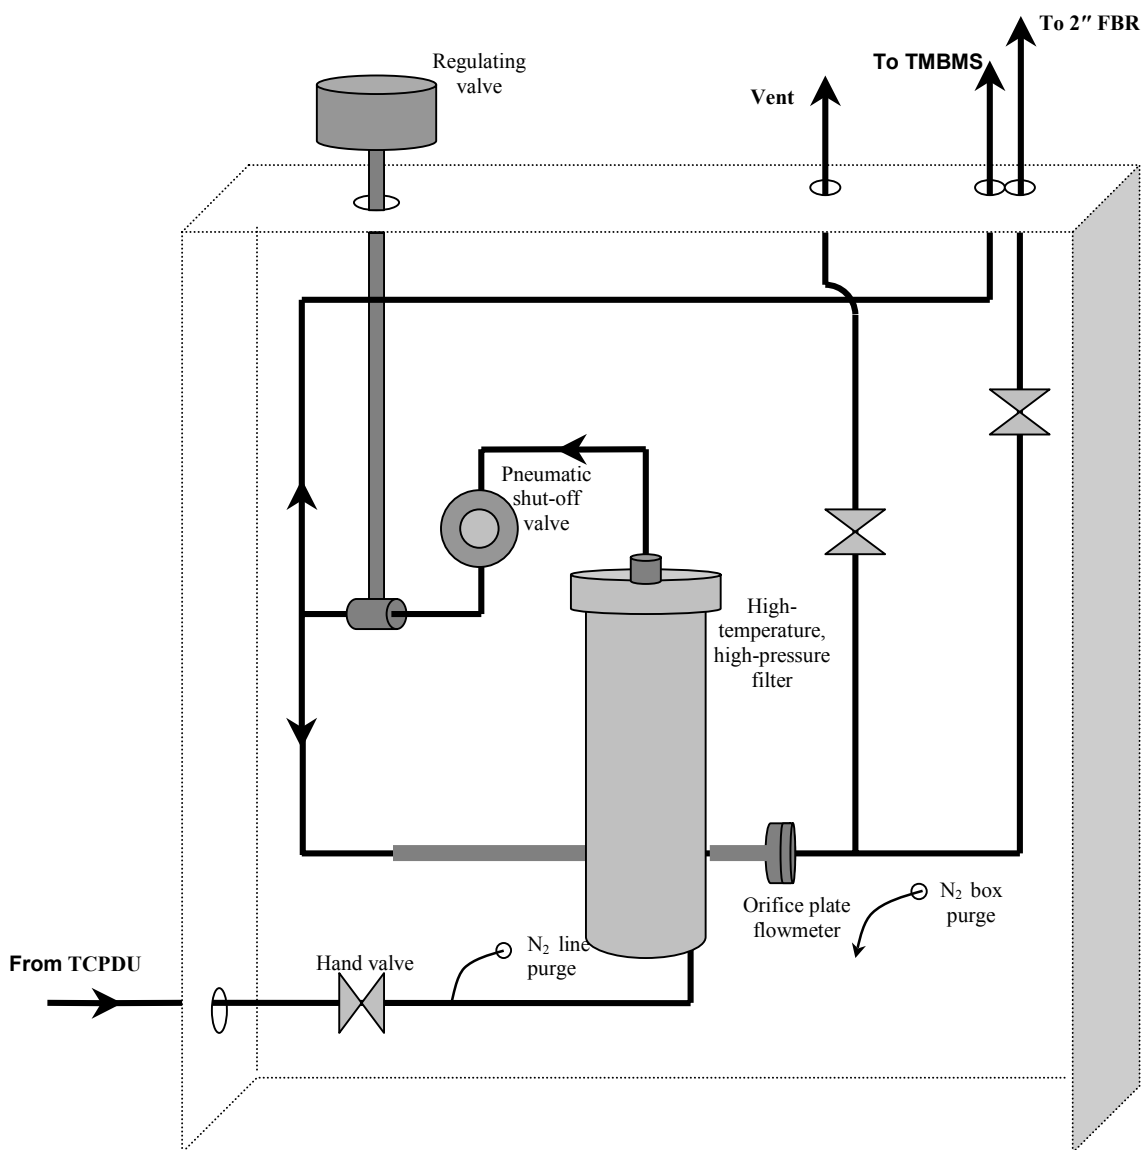 To 2″ FBR
Regulating
valve
To TMBMS
Vent
Pneumatic
shut-off
valve
High-
temperature,
high-pressure
filter
Orifice plate
flowmeter
N₂ box
purge
N₂ line
purge
Hand valve
From TCPDU